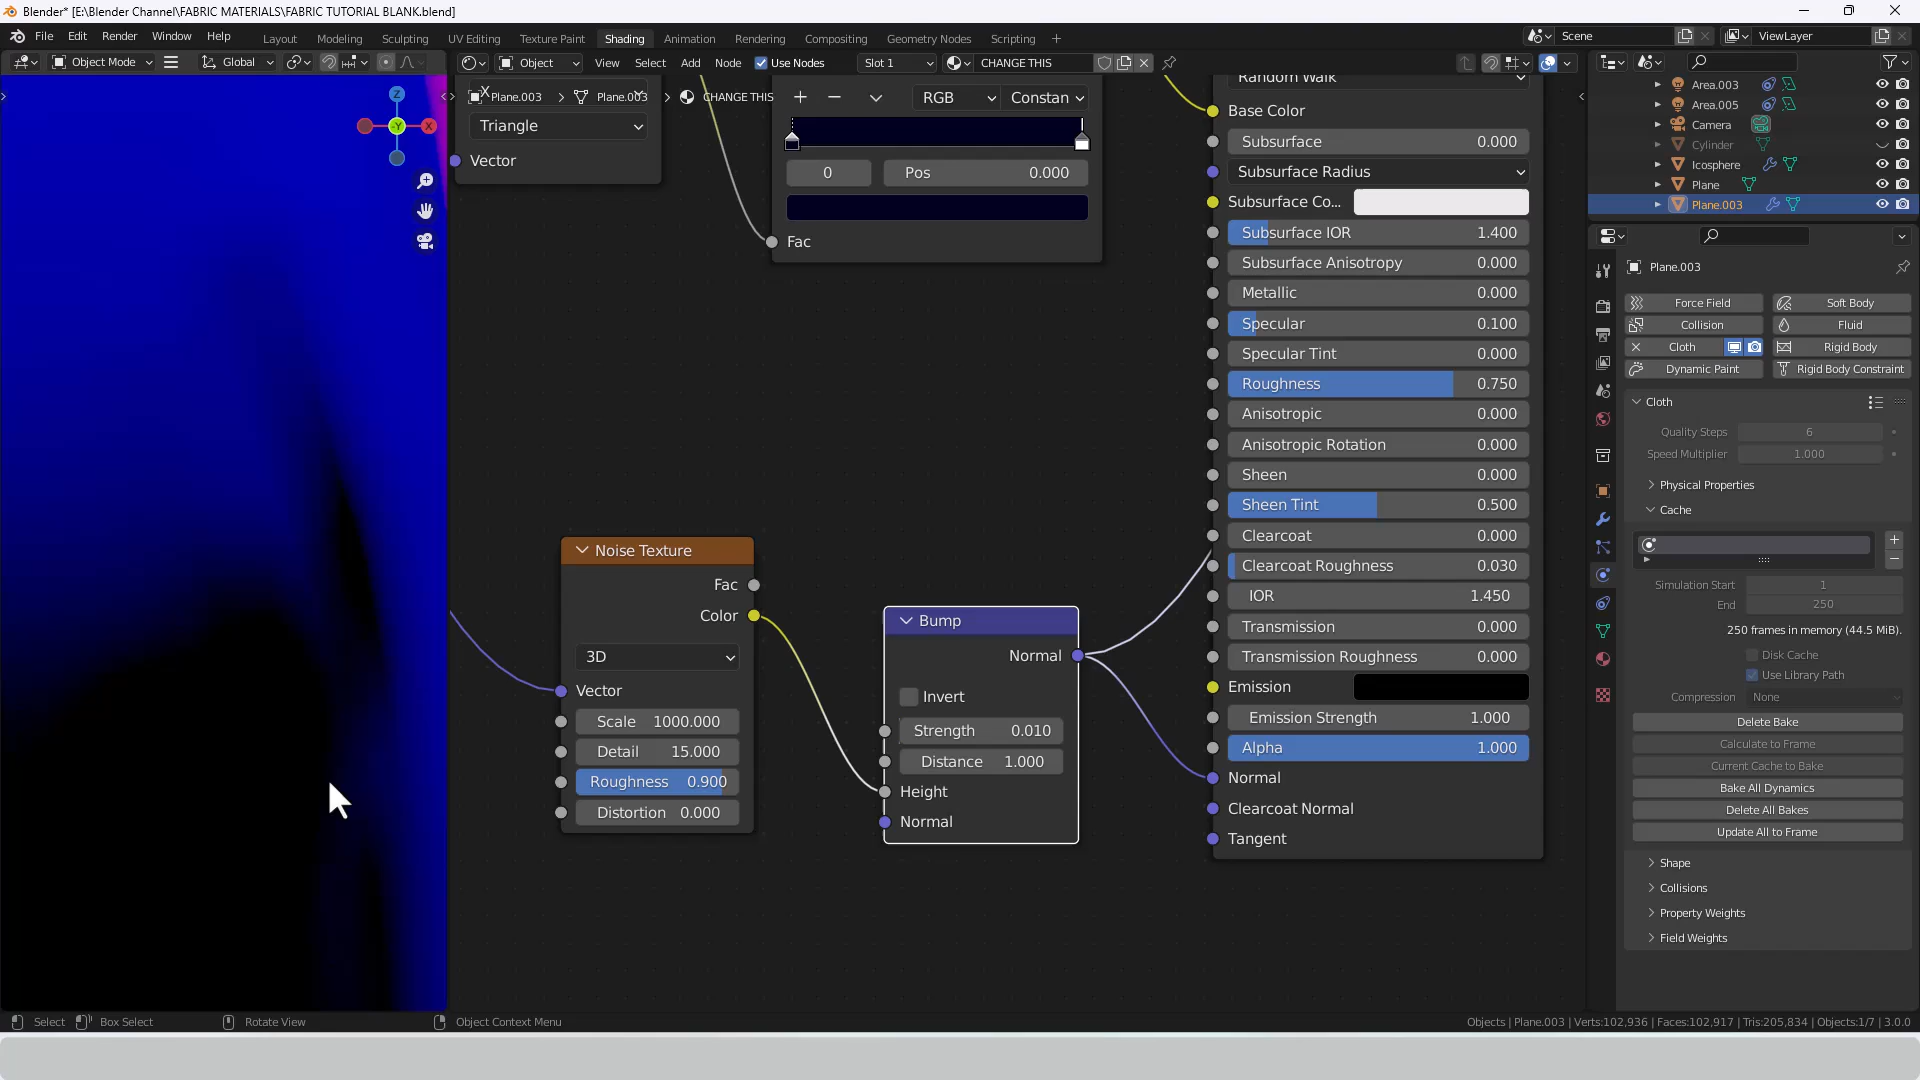 Blender* [E:\Blender Channel\FABRIC MATERIALS\FABRIC TUTORIAL BLANK.blend]
File Edit Render Window Help Layout Modeling Sculpting UV Editing Texture Paint Shading Animation Rendering Compositing Geometry Nodes Scripting + Scene ViewLayer
Object Mode Global Object View Select Add Node Use Nodes Slot 1 CHANGE THIS
Plane.003 > Plane.003 > CHANGE THIS
X
Triangle
Vector
Z
-Y
X
RGB Constan
0 Pos 0.000
Fac
Random Walk
Base Color
Subsurface 0.000
Subsurface Radius
Subsurface Co...
Subsurface IOR 1.400
Subsurface Anisotropy 0.000
Metallic 0.000
Specular 0.100
Specular Tint 0.000
Roughness 0.750
Anisotropic 0.000
Anisotropic Rotation 0.000
Sheen 0.000
Sheen Tint 0.500
Clearcoat 0.000
Clearcoat Roughness 0.030
IOR 1.450
Transmission 0.000
Transmission Roughness 0.000
Emission
Emission Strength 1.000
Alpha 1.000
Normal
Clearcoat Normal
Tangent
Noise Texture
Fac
Color
3D
Vector
Scale 1000.000
Detail 15.000
Roughness 0.900
Distortion 0.000
Bump
Normal
Invert
Strength 0.010
Distance 1.000
Height
Normal
Area.003
Area.005
Camera
Cylinder
Icosphere
Plane
Plane.003
Plane.003
Force Field Soft Body
Collision Fluid
Cloth Rigid Body
Dynamic Paint Rigid Body Constraint
Cloth
Quality Steps 6
Speed Multiplier 1.000
Physical Properties
Cache
Simulation Start 1
End 250
250 frames in memory (44.5 MiB).
Disk Cache
Use Library Path
Compression None
Delete Bake
Calculate to Frame
Current Cache to Bake
Bake All Dynamics
Delete All Bakes
Update All to Frame
Shape
Collisions
Property Weights
Field Weights
Select Box Select Rotate View Object Context Menu Objects | Plane.003 | Verts:102,936 | Faces:102,917 | Tris:205,834 | Objects:1/7 | 3.0.0